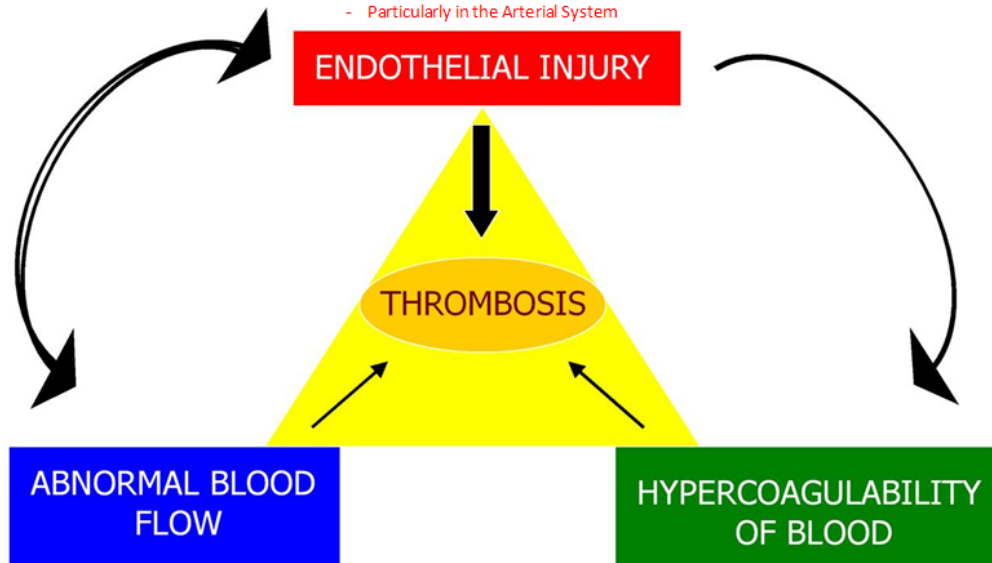 - Particularly in the Arterial System
ENDOTHELIAL INJURY
THROMBOSIS
ABNORMAL BLOOD
FLOW
HYPERCOAGULABILITY
OF BLOOD